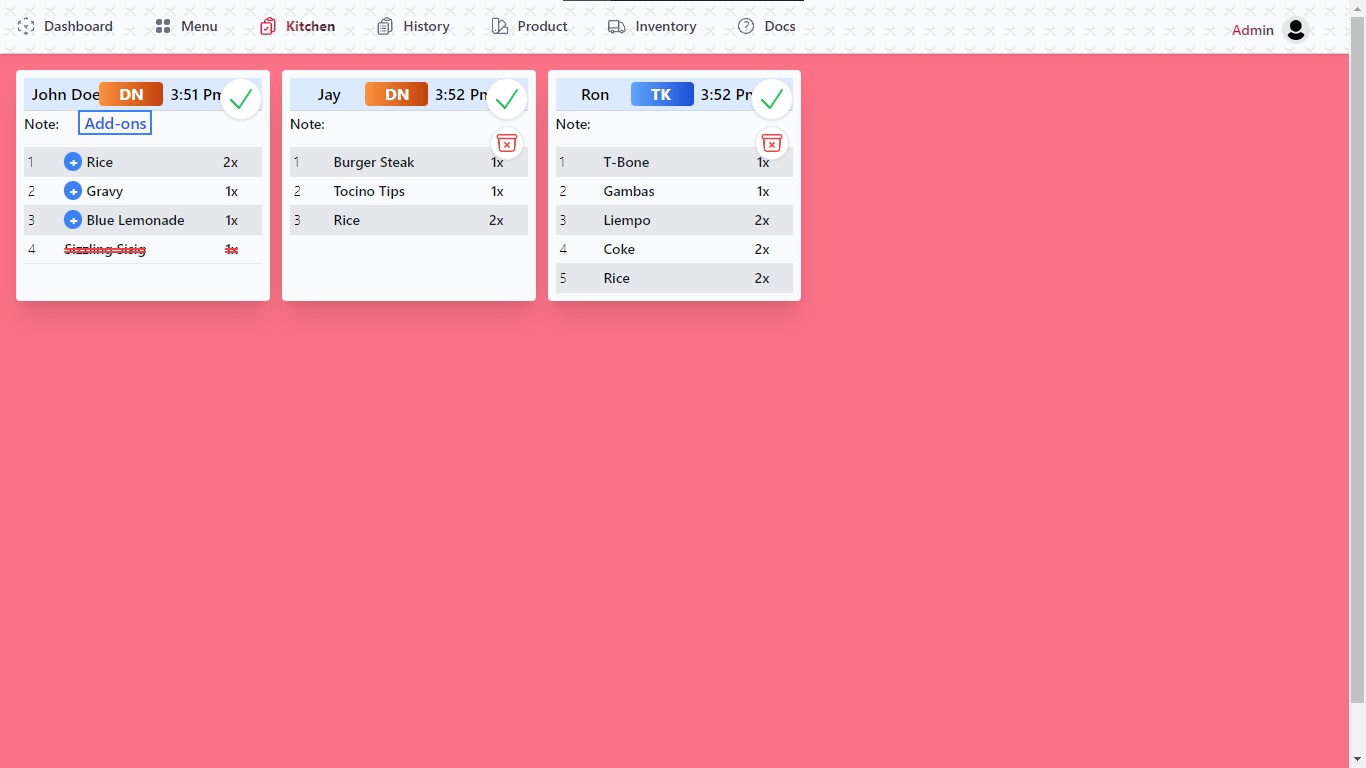 Dashboard Menu Kitchen History Product Inventory Docs Admin
John Doe DN 3:51 Pm
Note: Add-ons
1 Rice 2x
2 Gravy 1x
3 Blue Lemonade 1x
4 Sizzling Sisig 1x
Jay DN 3:52 Pm
Note:
1 Burger Steak 1x
2 Tocino Tips 1x
3 Rice 2x
Ron TK 3:52 Pm
Note:
1 T-Bone 1x
2 Gambas 1x
3 Liempo 2x
4 Coke 2x
5 Rice 2x